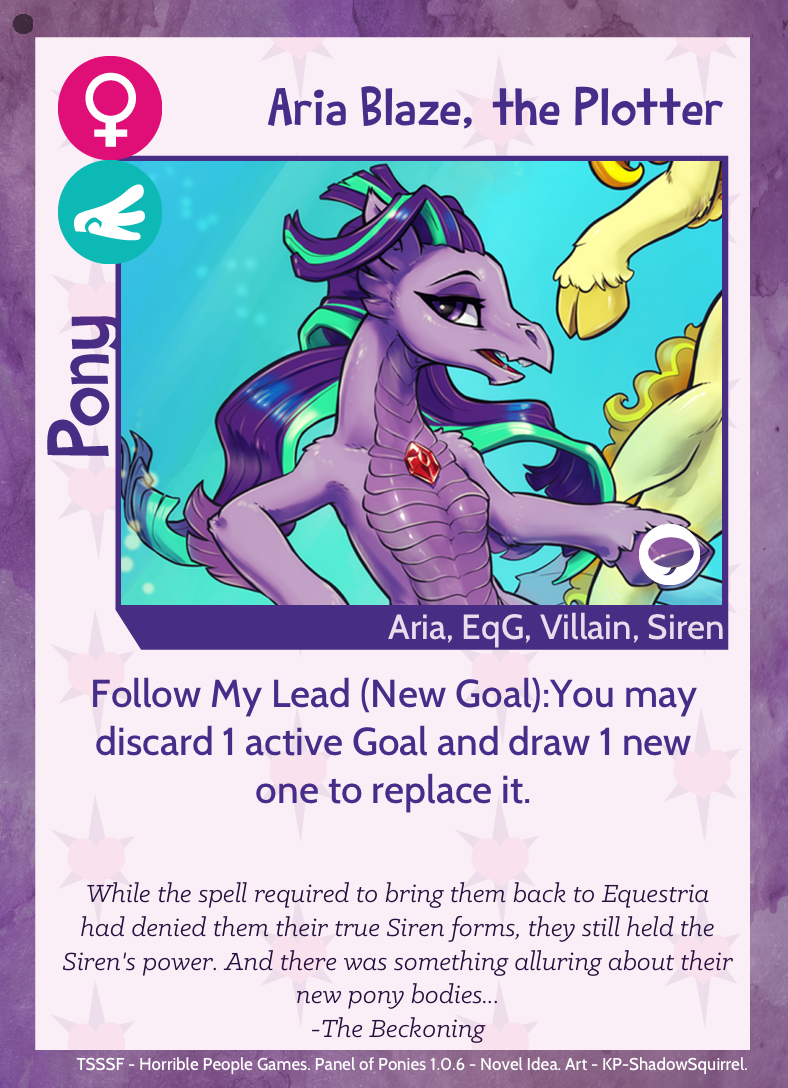 Aria Blaze, the Plotter
Pony
Aria, EqG, Villain, Siren
Follow My Lead (New Goal):You may
discard 1 active Goal and draw 1 new
one to replace it.
While the spell required to bring them back to Equestria
had denied them their true Siren forms, they still held the
Siren's power. And there was something alluring about their
new pony bodies...
-The Beckoning
TSSSF - Horrible People Games. Panel of Ponies 1.0.6 - Novel Idea. Art - KP-ShadowSquirrel.